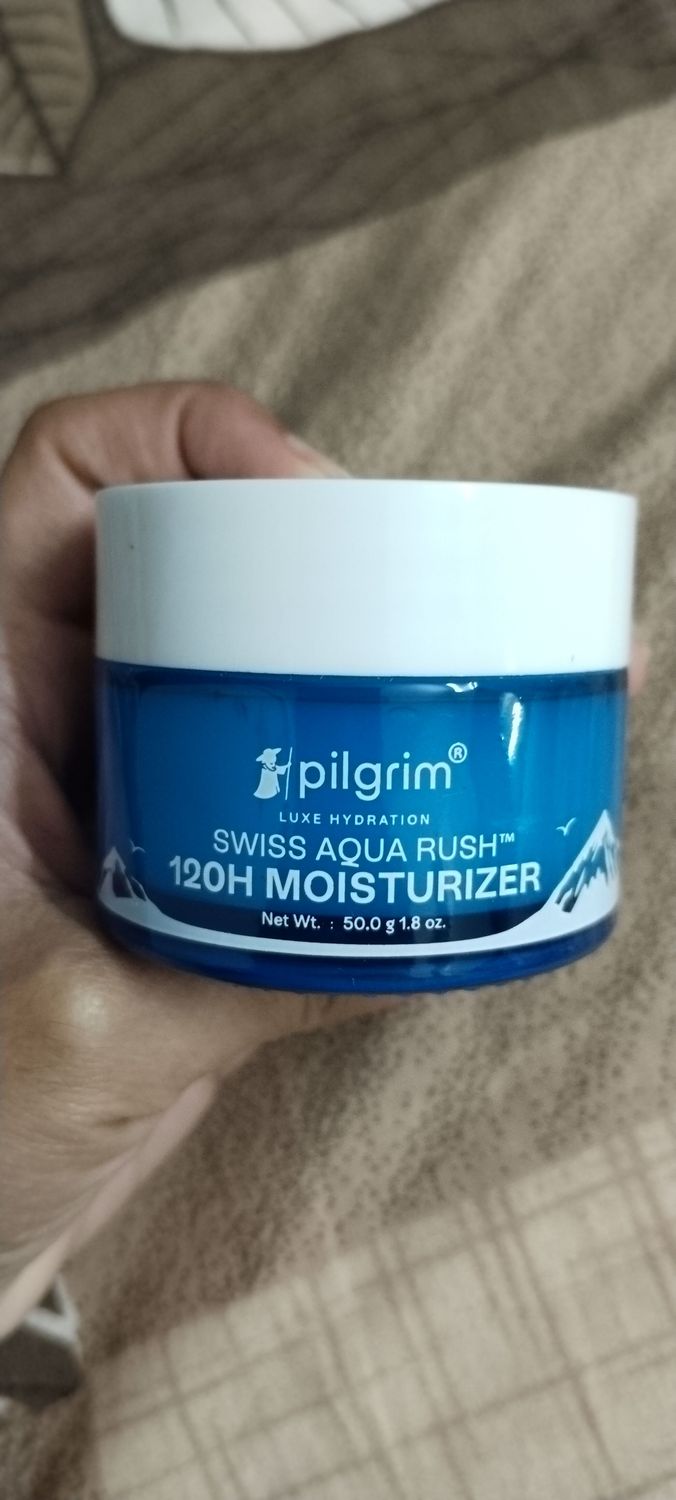 pilgrim®
LUXE HYDRATION
SWISS AQUA RUSH™
120H MOISTURIZER
Net Wt. : 50.0 g 1.8 oz.